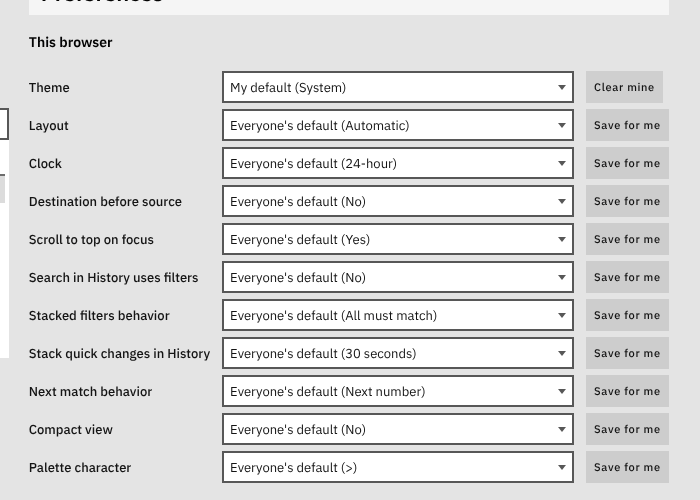 Preferences
This browser
Theme My default (System) Clear mine
Layout Everyone's default (Automatic) Save for me
Clock Everyone's default (24-hour) Save for me
Destination before source Everyone's default (No) Save for me
Scroll to top on focus Everyone's default (Yes) Save for me
Search in History uses filters Everyone's default (No) Save for me
Stacked filters behavior Everyone's default (All must match) Save for me
Stack quick changes in History Everyone's default (30 seconds) Save for me
Next match behavior Everyone's default (Next number) Save for me
Compact view Everyone's default (No) Save for me
Palette character Everyone's default (>) Save for me